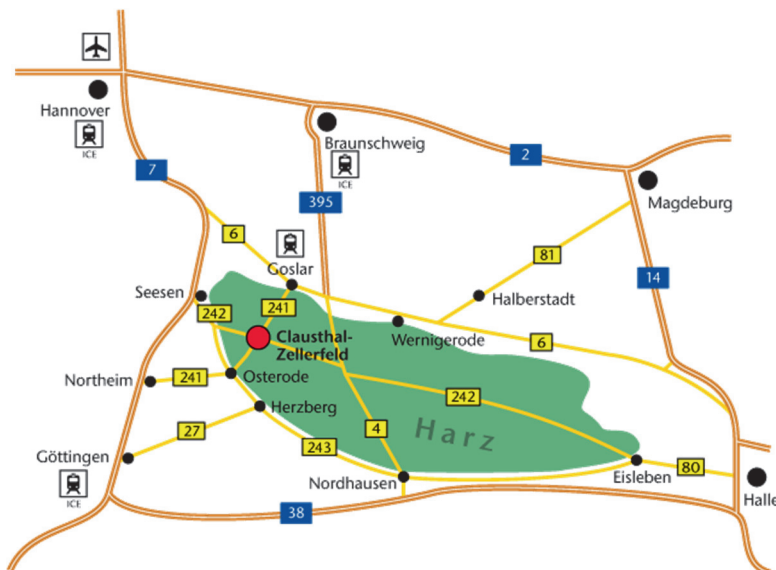 Hannover
ICE
Braunschweig
ICE
2
7
Magdeburg
395
6
81
Goslar
14
Seesen
241
Halberstadt
242
Clausthal-
Zellerfeld
Wernigerode
6
Northeim
241
Osterode
242
Herzberg
27
4
Harz
243
Göttingen
ICE
Nordhausen
Eisleben
80
Halle
38